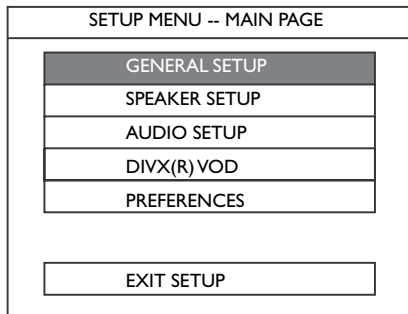 SETUP MENU -- MAIN PAGE
GENERAL SETUP
SPEAKER SETUP
AUDIO SETUP
DIVX(R) VOD
PREFERENCES
EXIT SETUP